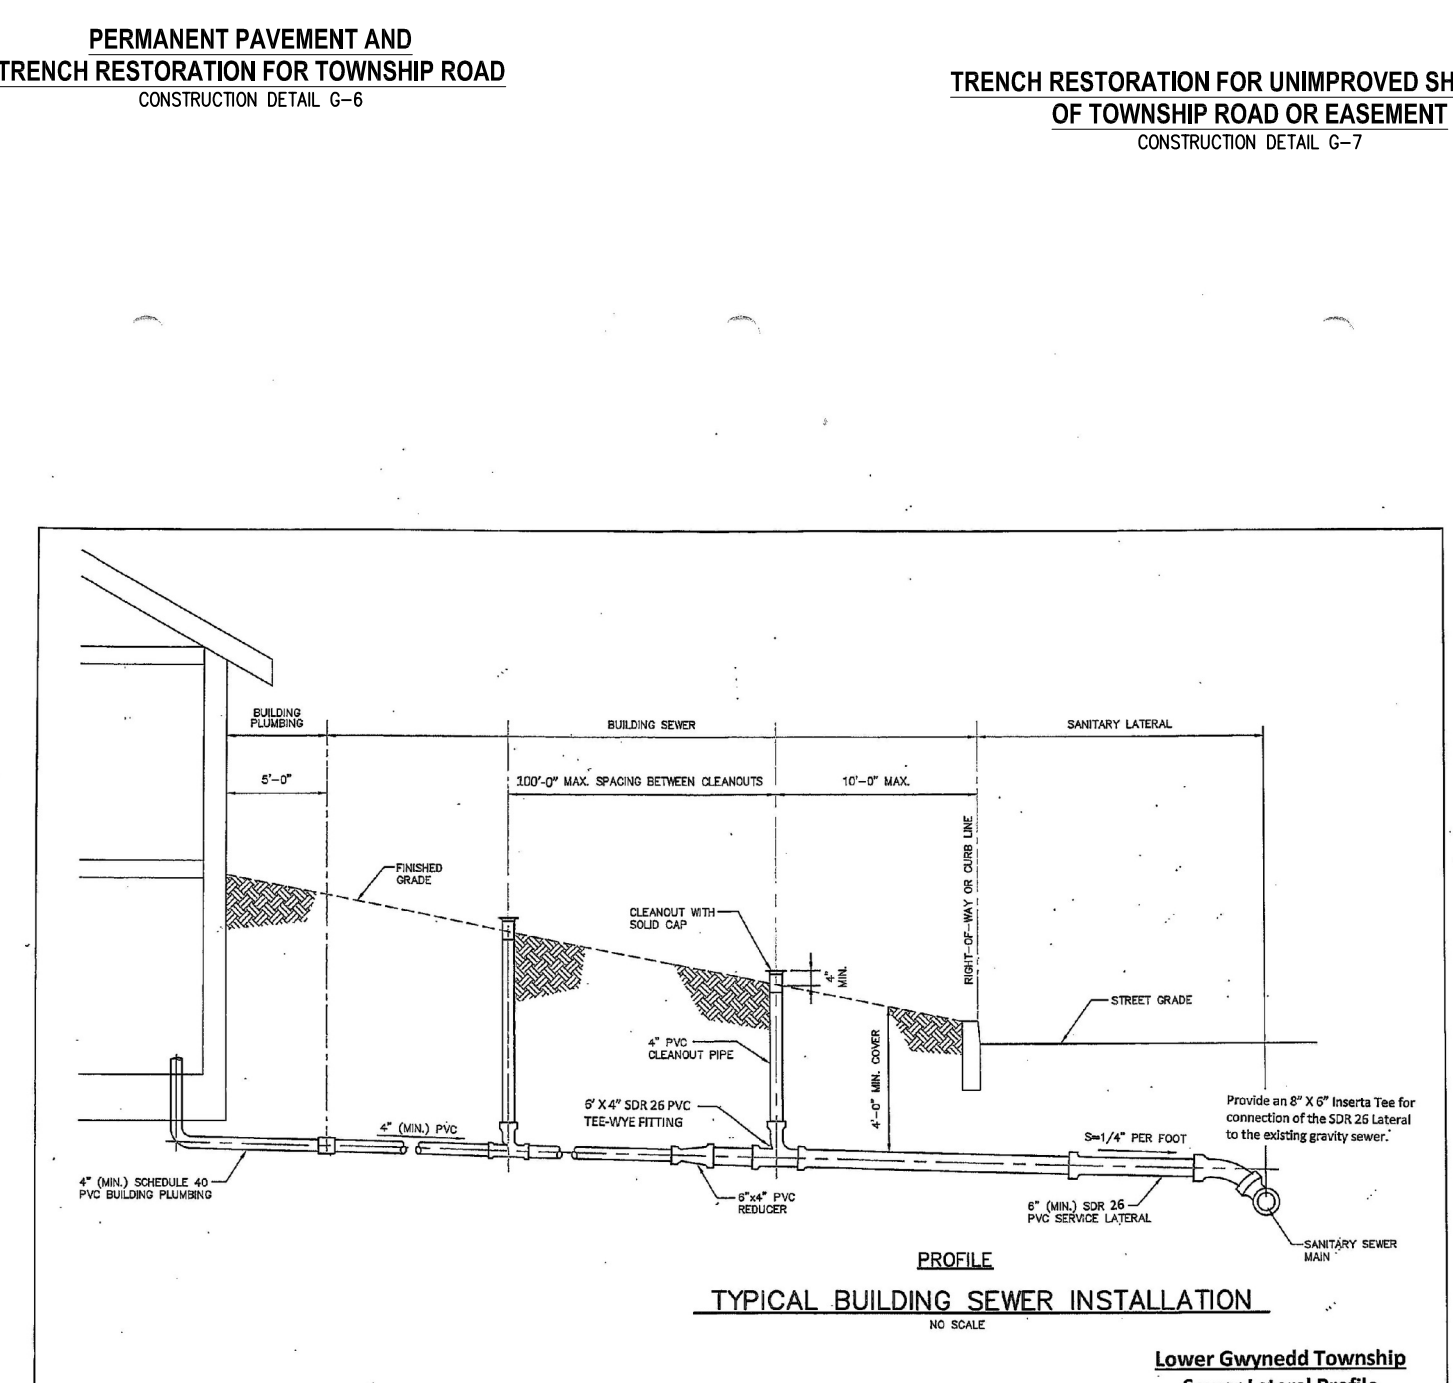 PERMANENT PAVEMENT AND
TRENCH RESTORATION FOR TOWNSHIP ROAD
CONSTRUCTION DETAIL G-6
TRENCH RESTORATION FOR UNIMPROVED SH
OF TOWNSHIP ROAD OR EASEMENT
CONSTRUCTION DETAIL G-7
BUILDING
PLUMBING
BUILDING SEWER
SANITARY LATERAL
5'-0"
100'-0" MAX. SPACING BETWEEN CLEANOUTS
10'-0" MAX.
RIGHT-OF-WAY OR CURB LINE
FINISHED
GRADE
CLEANOUT WITH
SOLID CAP
4"
MIN.
STREET GRADE
4" PVC
CLEANOUT PIPE
4'-0" MIN. COVER
6' X 4" SDR 26 PVC
TEE-WYE FITTING
Provide an 8" X 6" Inserta Tee for
connection of the SDR 26 Lateral
to the existing gravity sewer.
4" (MIN.) PVC
S=1/4" PER FOOT
4" (MIN.) SCHEDULE 40
PVC BUILDING PLUMBING
6"x4" PVC
REDUCER
6" (MIN.) SDR 26
PVC SERVICE LATERAL
SANITARY SEWER
MAIN
PROFILE
TYPICAL BUILDING SEWER INSTALLATION
NO SCALE
Lower Gwynedd Township
Sewer Lateral Profile